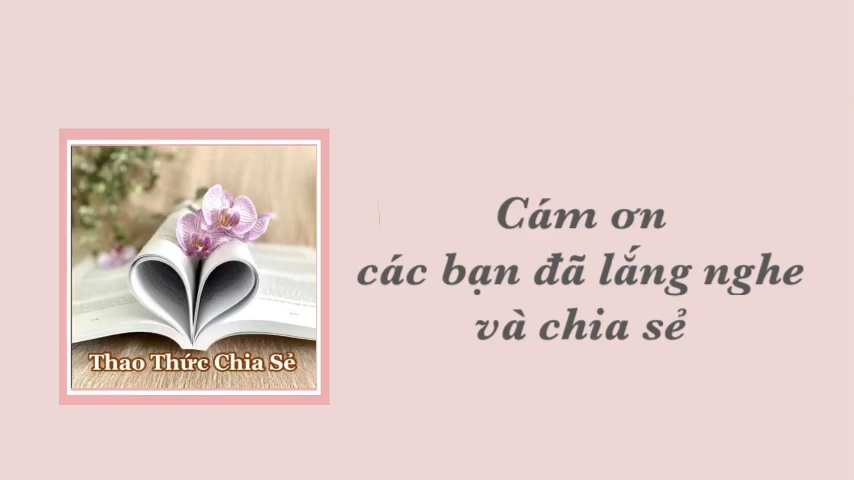 Cám ơn
các bạn đã lắng nghe
và chia sẻ
Thao Thức Chia Sẻ